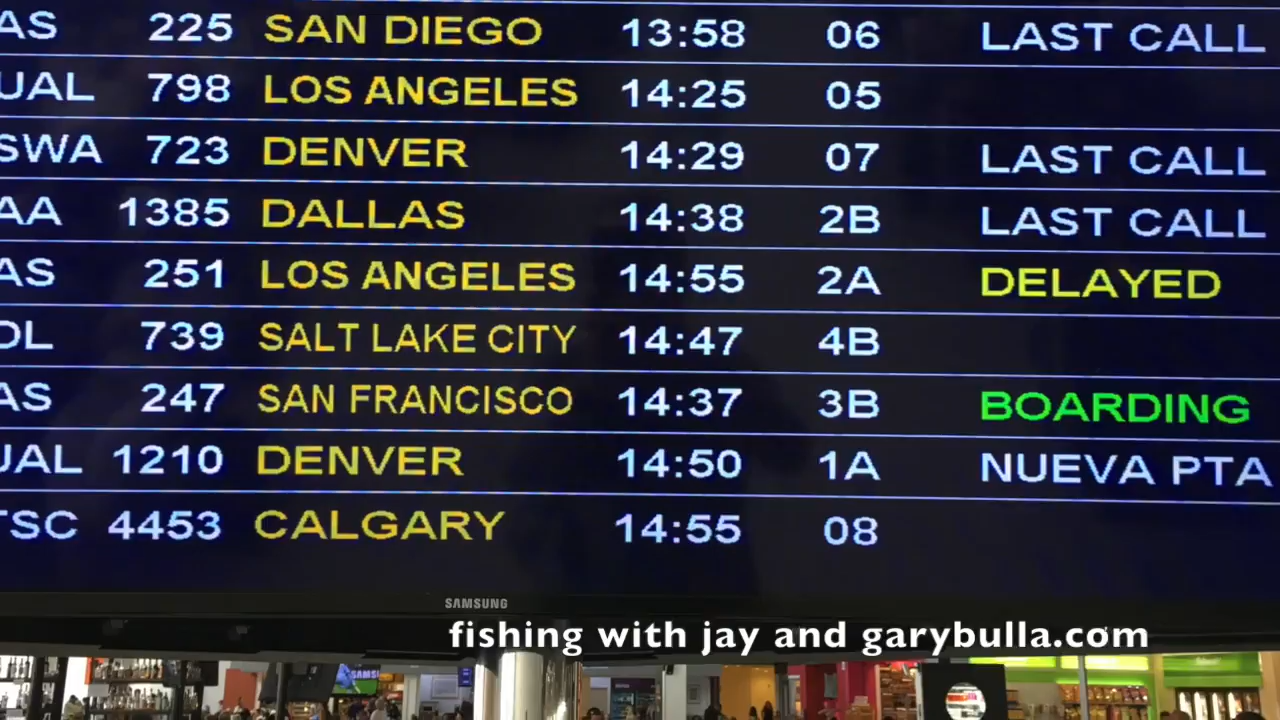 AS 225 SAN DIEGO 13:58 06 LAST CALL
UAL 798 LOS ANGELES 14:25 05
SWA 723 DENVER 14:29 07 LAST CALL
AA 1385 DALLAS 14:38 2B LAST CALL
AS 251 LOS ANGELES 14:55 2A DELAYED
DL 739 SALT LAKE CITY 14:47 4B
AS 247 SAN FRANCISCO 14:37 3B BOARDING
UAL 1210 DENVER 14:50 1A NUEVA PTA
TSC 4453 CALGARY 14:55 08
SAMSUNG
fishing with jay and garybulla.com
SAMSU